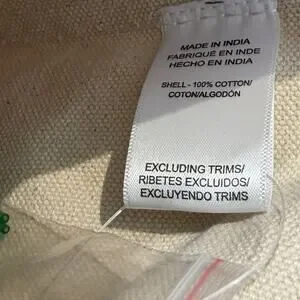 MADE IN INDIA
FABRIQUÉ EN INDE
HECHO EN INDIA
SHELL - 100% COTTON/
COTON/ALGODÓN
EXCLUDING TRIMS/
RIBETES EXCLUIDOS/
EXCLUYENDO TRIMS